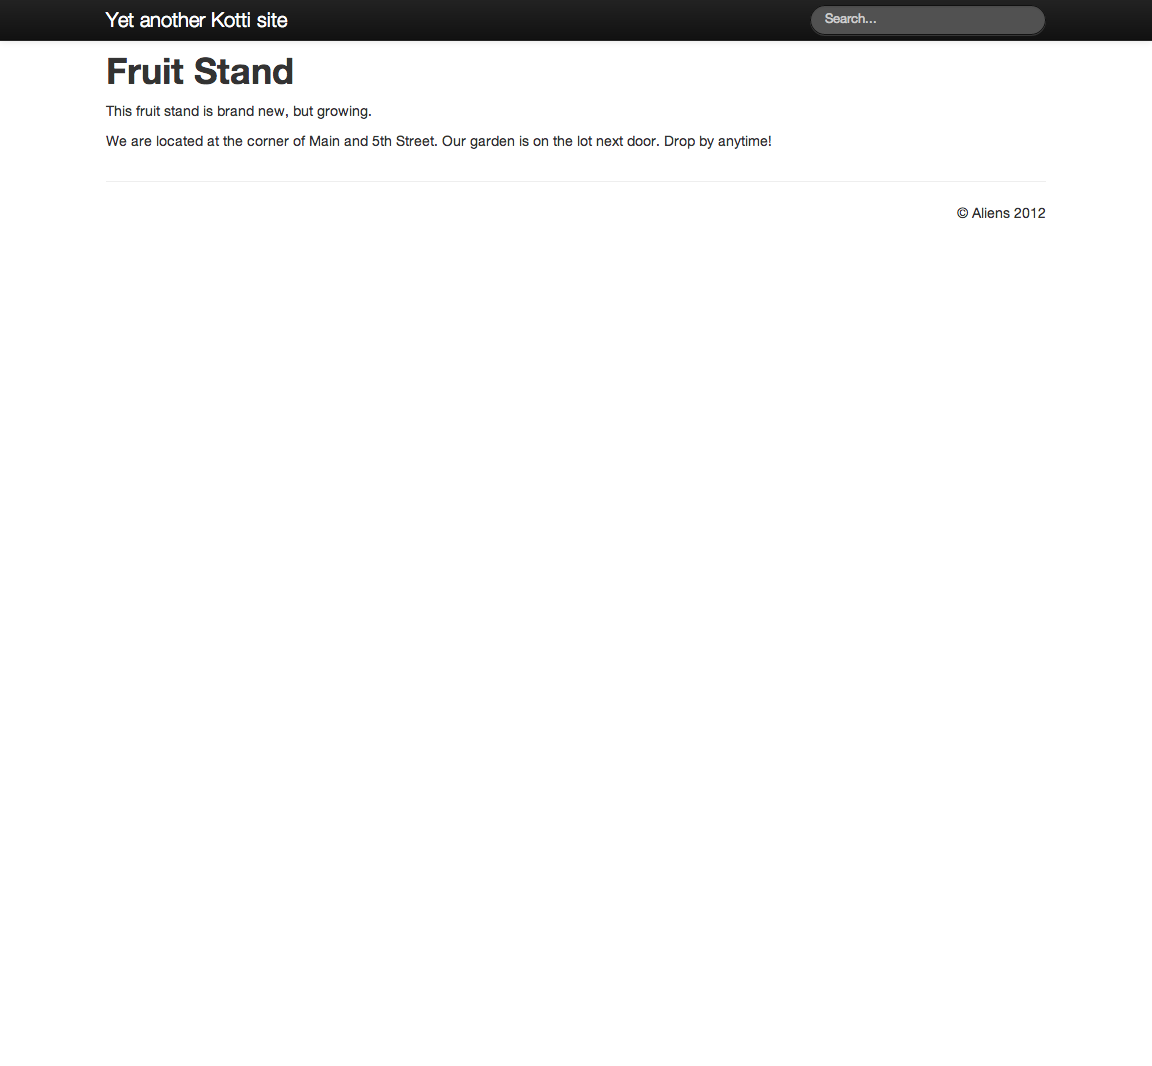 Yet another Kotti site
Search...
Fruit Stand
This fruit stand is brand new, but growing.
We are located at the corner of Main and 5th Street. Our garden is on the lot next door. Drop by anytime!
© Aliens 2012